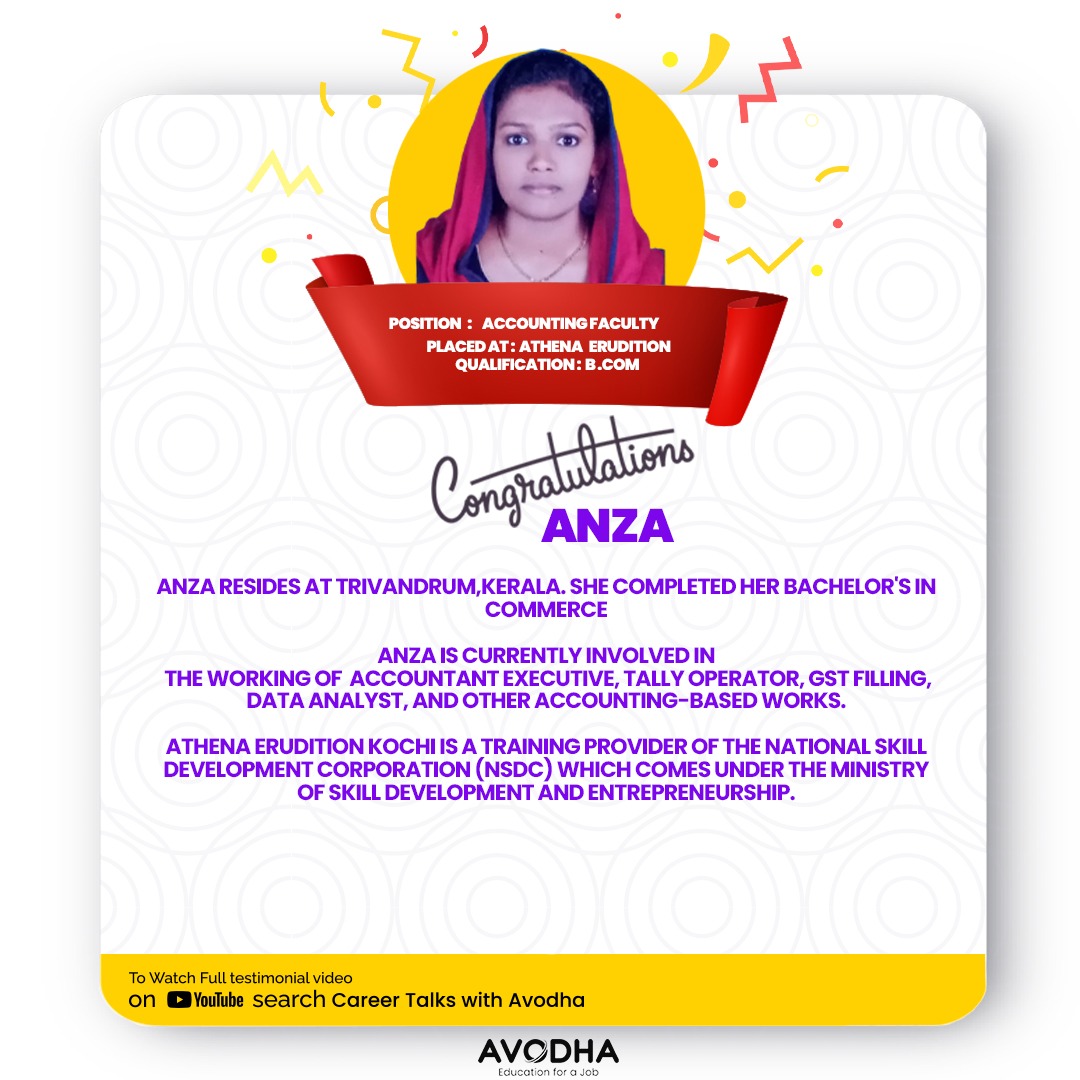 POSITION : ACCOUNTING FACULTY
PLACED AT : ATHENA ERUDITION
QUALIFICATION : B.COM
Congratulations
ANZA
ANZA RESIDES AT TRIVANDRUM,KERALA. SHE COMPLETED HER BACHELOR'S IN
COMMERCE
ANZA IS CURRENTLY INVOLVED IN
THE WORKING OF ACCOUNTANT EXECUTIVE, TALLY OPERATOR, GST FILLING,
DATA ANALYST, AND OTHER ACCOUNTING-BASED WORKS.
ATHENA ERUDITION KOCHI IS A TRAINING PROVIDER OF THE NATIONAL SKILL
DEVELOPMENT CORPORATION (NSDC) WHICH COMES UNDER THE MINISTRY
OF SKILL DEVELOPMENT AND ENTREPRENEURSHIP.
To Watch Full testimonial video
on YouTube search Career Talks with Avodha
AVODHA
Education for a Job